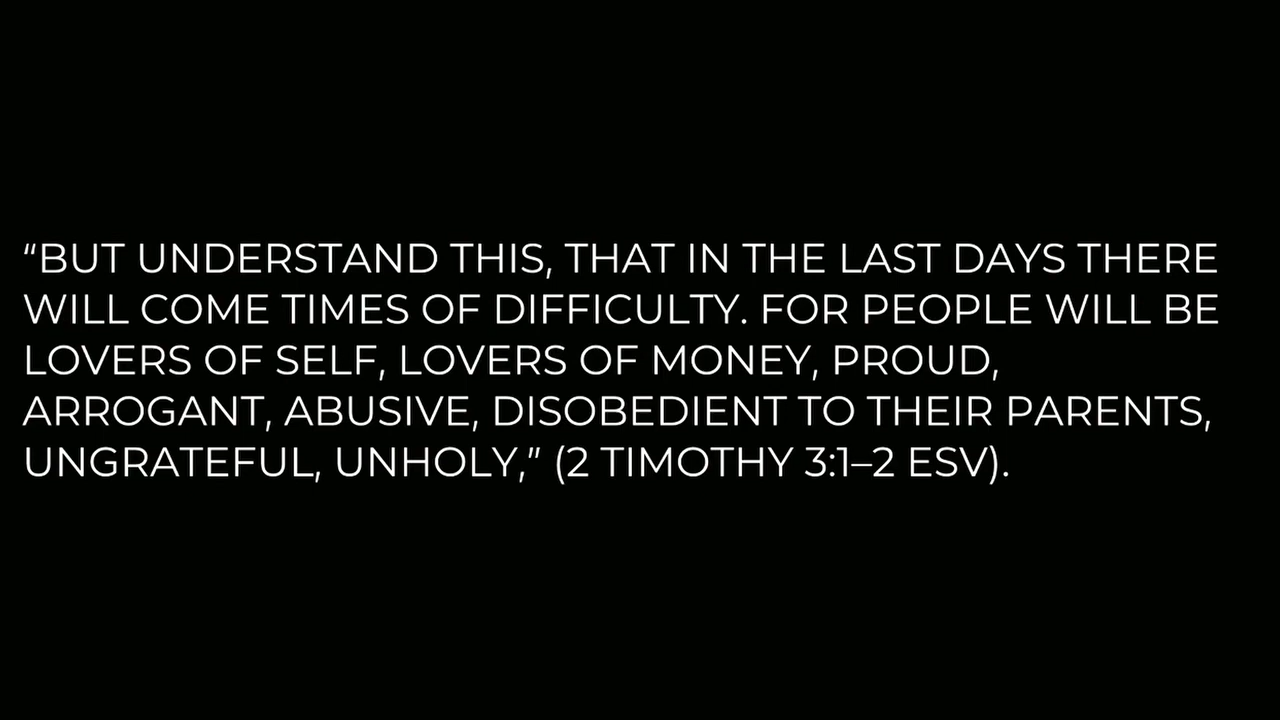 “BUT UNDERSTAND THIS, THAT IN THE LAST DAYS THERE
WILL COME TIMES OF DIFFICULTY. FOR PEOPLE WILL BE
LOVERS OF SELF, LOVERS OF MONEY, PROUD,
ARROGANT, ABUSIVE, DISOBEDIENT TO THEIR PARENTS,
UNGRATEFUL, UNHOLY,” (2 TIMOTHY 3:1–2 ESV).